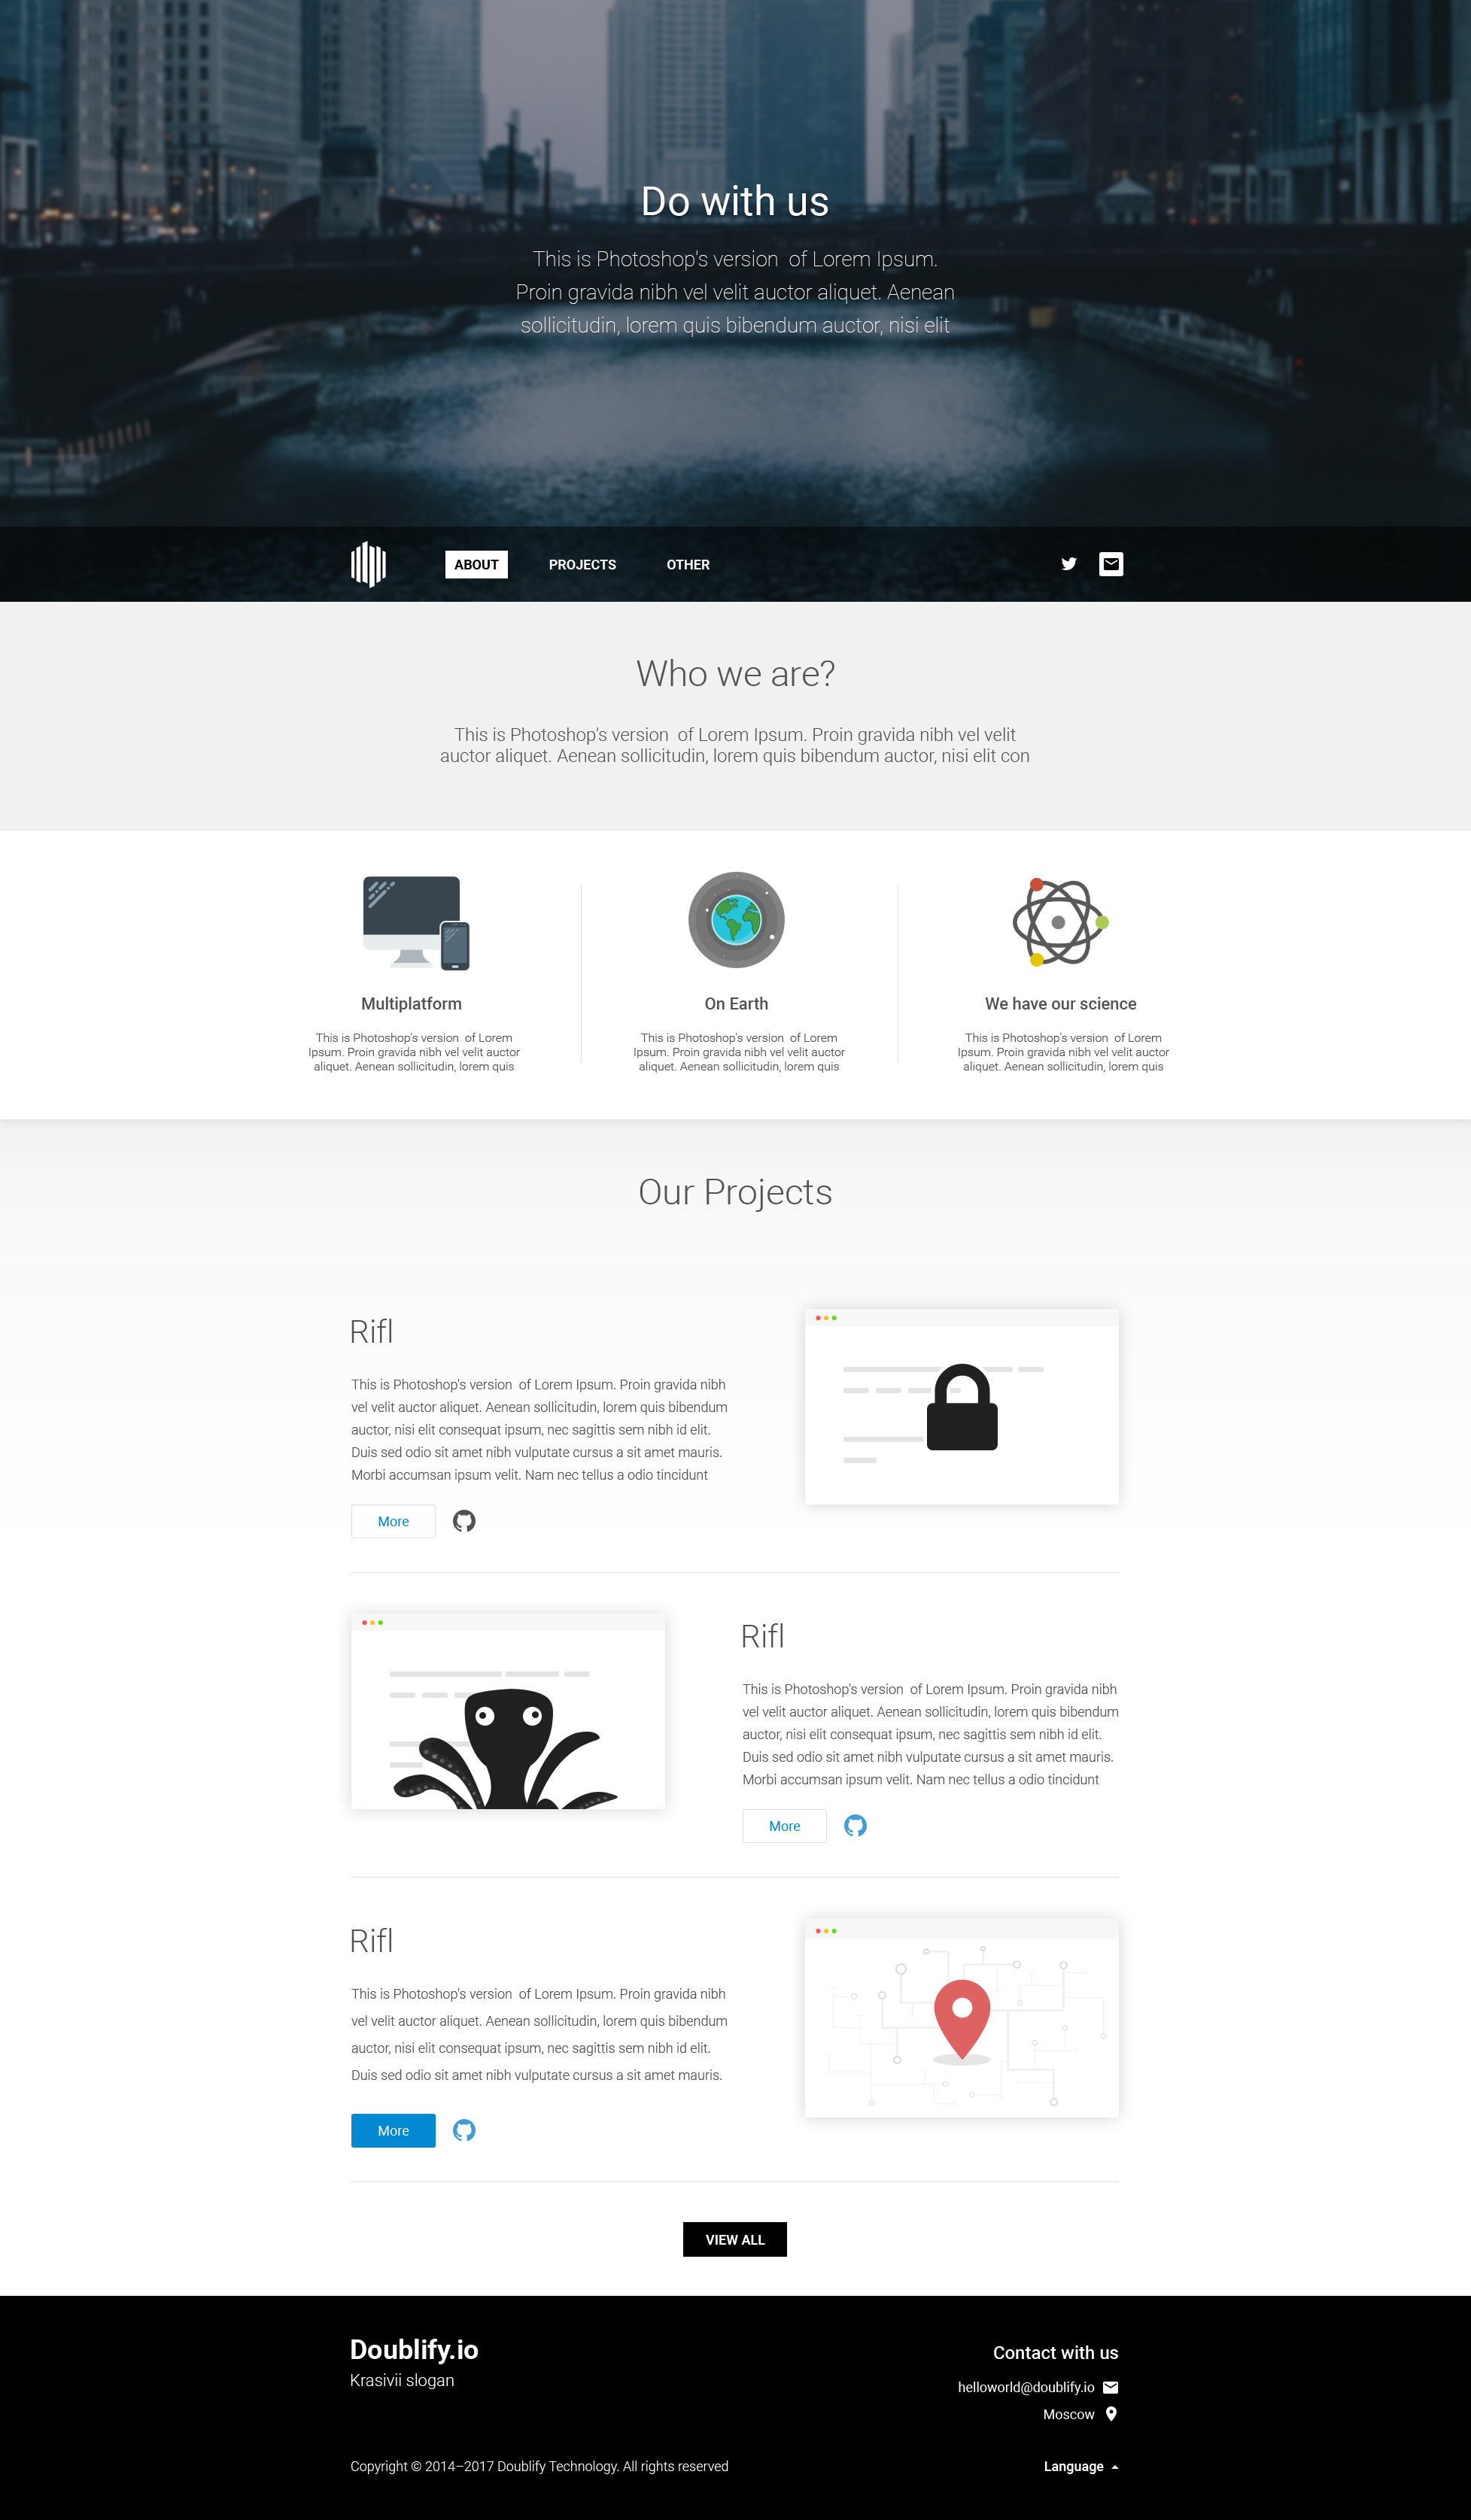 Do with us
This is Photoshop's version  of Lorem Ipsum.
Proin gravida nibh vel velit auctor aliquet. Aenean
sollicitudin, lorem quis bibendum auctor, nisi elit
ABOUT
PROJECTS
OTHER
Who we are?
This is Photoshop's version  of Lorem Ipsum. Proin gravida nibh vel velit
auctor aliquet. Aenean sollicitudin, lorem quis bibendum auctor, nisi elit con
Multiplatform
This is Photoshop's version  of Lorem
Ipsum. Proin gravida nibh vel velit auctor
aliquet. Aenean sollicitudin, lorem quis
On Earth
This is Photoshop's version  of Lorem
Ipsum. Proin gravida nibh vel velit auctor
aliquet. Aenean sollicitudin, lorem quis
We have our science
This is Photoshop's version  of Lorem
Ipsum. Proin gravida nibh vel velit auctor
aliquet. Aenean sollicitudin, lorem quis
Our Projects
Rifl
This is Photoshop's version  of Lorem Ipsum. Proin gravida nibh
vel velit auctor aliquet. Aenean sollicitudin, lorem quis bibendum
auctor, nisi elit consequat ipsum, nec sagittis sem nibh id elit.
Duis sed odio sit amet nibh vulputate cursus a sit amet mauris.
Morbi accumsan ipsum velit. Nam nec tellus a odio tincidunt
More
Rifl
This is Photoshop's version  of Lorem Ipsum. Proin gravida nibh
vel velit auctor aliquet. Aenean sollicitudin, lorem quis bibendum
auctor, nisi elit consequat ipsum, nec sagittis sem nibh id elit.
Duis sed odio sit amet nibh vulputate cursus a sit amet mauris.
Morbi accumsan ipsum velit. Nam nec tellus a odio tincidunt
More
Rifl
This is Photoshop's version  of Lorem Ipsum. Proin gravida nibh
vel velit auctor aliquet. Aenean sollicitudin, lorem quis bibendum
auctor, nisi elit consequat ipsum, nec sagittis sem nibh id elit.
Duis sed odio sit amet nibh vulputate cursus a sit amet mauris.
More
VIEW ALL
Doublify.io
Krasivii slogan
Contact with us
helloworld@doublify.io
Moscow
Copyright © 2014–2017 Doublify Technology. All rights reserved
Language